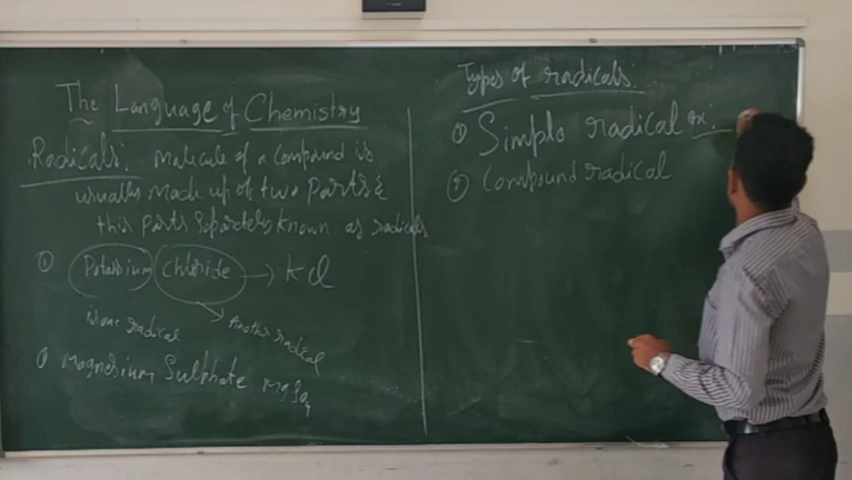 The Language of Chemistry
Radicals: Molecule of a compound is
usually made up of two parts &
this parts separately known as radicals
① Potassium Chloride → KCl
is one radical
Another radical
Magnesium Sulphate MgSO4
Types of radicals
① Simple radical ex:
② Compound radical